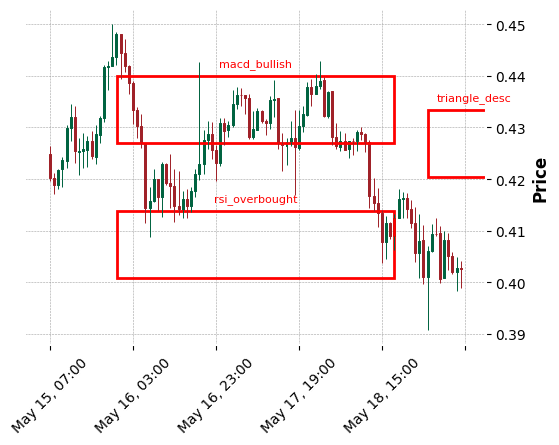 0.45
macd_bullish
0.44
triangle_desc
0.43
0.42
rsi_overbought
0.41
0.40
0.39
Price
May 15, 07:00
May 16, 03:00
May 16, 23:00
May 17, 19:00
May 18, 15:00